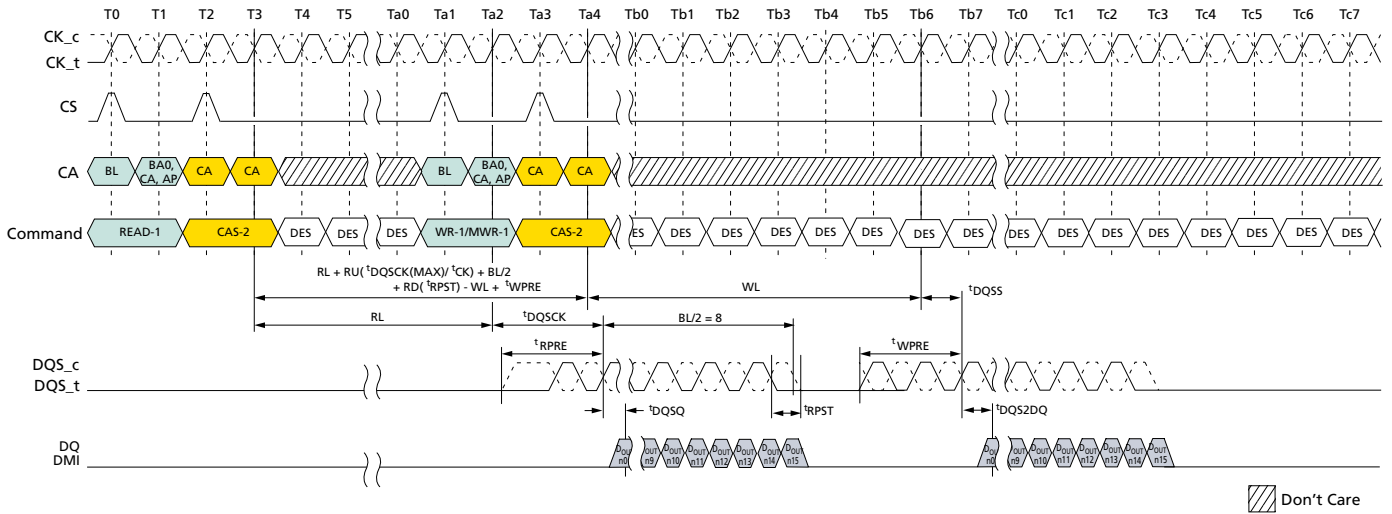 T0 T1 T2 T3 T4 T5 Ta0 Ta1 Ta2 Ta3 Ta4 Tb0 Tb1 Tb2 Tb3 Tb4 Tb5 Tb6 Tb7 Tc0 Tc1 Tc2 Tc3 Tc4 Tc5 Tc6 Tc7
CK_c
CK_t
CS
CA BL BA0, CA, AP CA CA BL BA0, CA, AP CA CA
Command READ-1 CAS-2 DES DES DES WR-1/MWR-1 CAS-2 ES DES DES DES DES DES DES DES DES DES DES DES DES DES DES DES
RL + RU( tDQSCK(MAX)/ tCK) + BL/2
+ RD( tRPST) - WL + tWPRE
WL
tDQSS
RL
tDQSCK
BL/2 = 8
tRPRE
tWPRE
DQS_c
DQS_t
tDQSQ
tRPST
tDQS2DQ
DQ
DMI
DOUT n0 DOUT n9 DOUT n10 DOUT n11 DOUT n12 DOUT n13 DOUT n14 DOUT n15
DOUT n0 DOUT n9 DOUT n10 DOUT n11 DOUT n12 DOUT n13 DOUT n14 DOUT n15
Don't Care